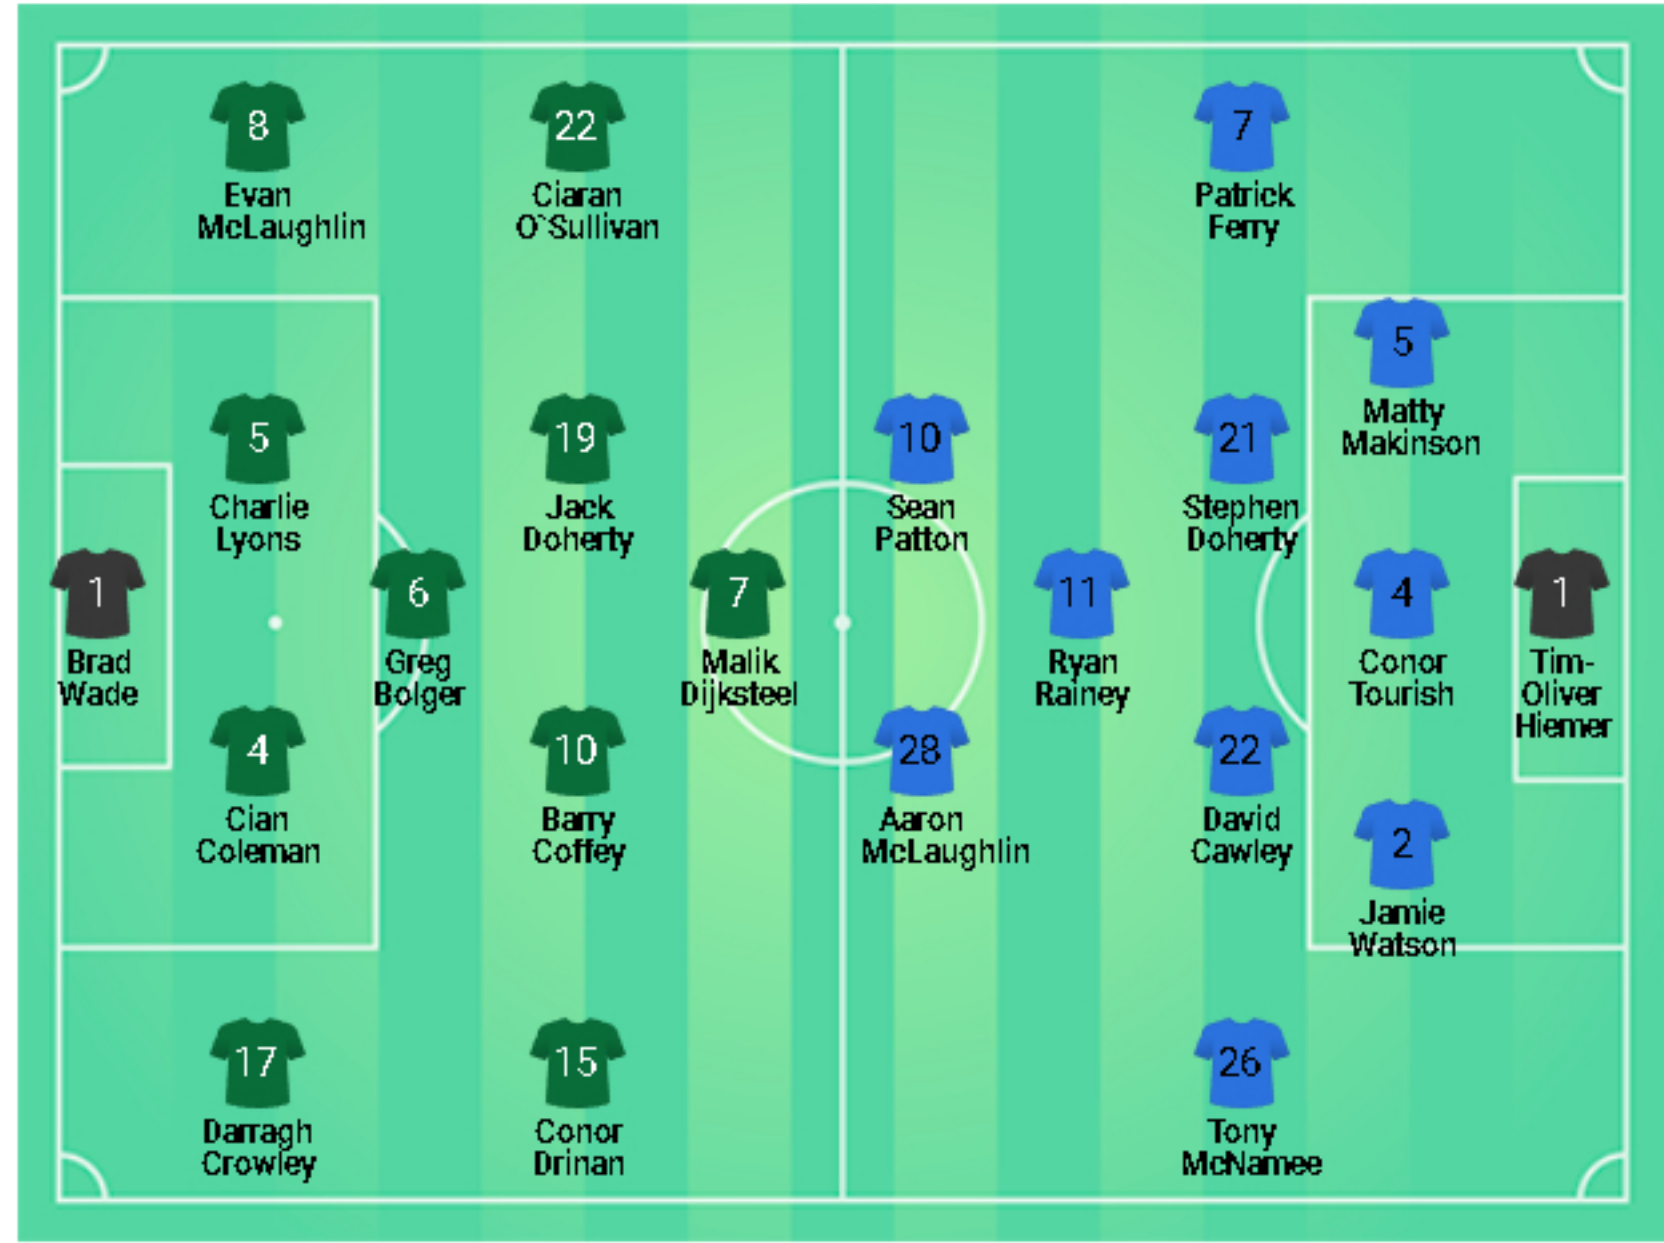 8
Evan
McLaughlin
22
Ciaran
O`Sullivan
7
Patrick
Ferry
5
Matty
Makinson
5
Charlie
Lyons
19
Jack
Doherty
10
Sean
Patton
21
Stephen
Doherty
1
Brad
Wade
6
Greg
Bolger
7
Malik
Dijksteel
11
Ryan
Rainey
4
Conor
Tourish
1
Tim-
Oliver
Hiemer
4
Cian
Coleman
10
Barry
Coffey
28
Aaron
McLaughlin
22
David
Cawley
2
Jamie
Watson
17
Darragh
Crowley
15
Conor
Drinan
26
Tony
McNamee